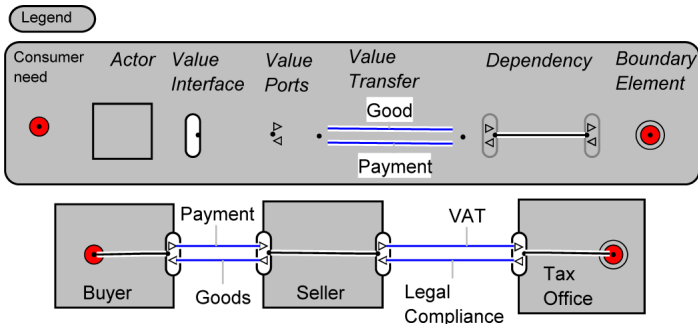 Legend
Consumer need
Actor
Value Interface
Value Ports
Value Transfer
Dependency
Boundary Element
Good
Payment
Payment
VAT
Buyer
Goods
Seller
Legal Compliance
Tax Office